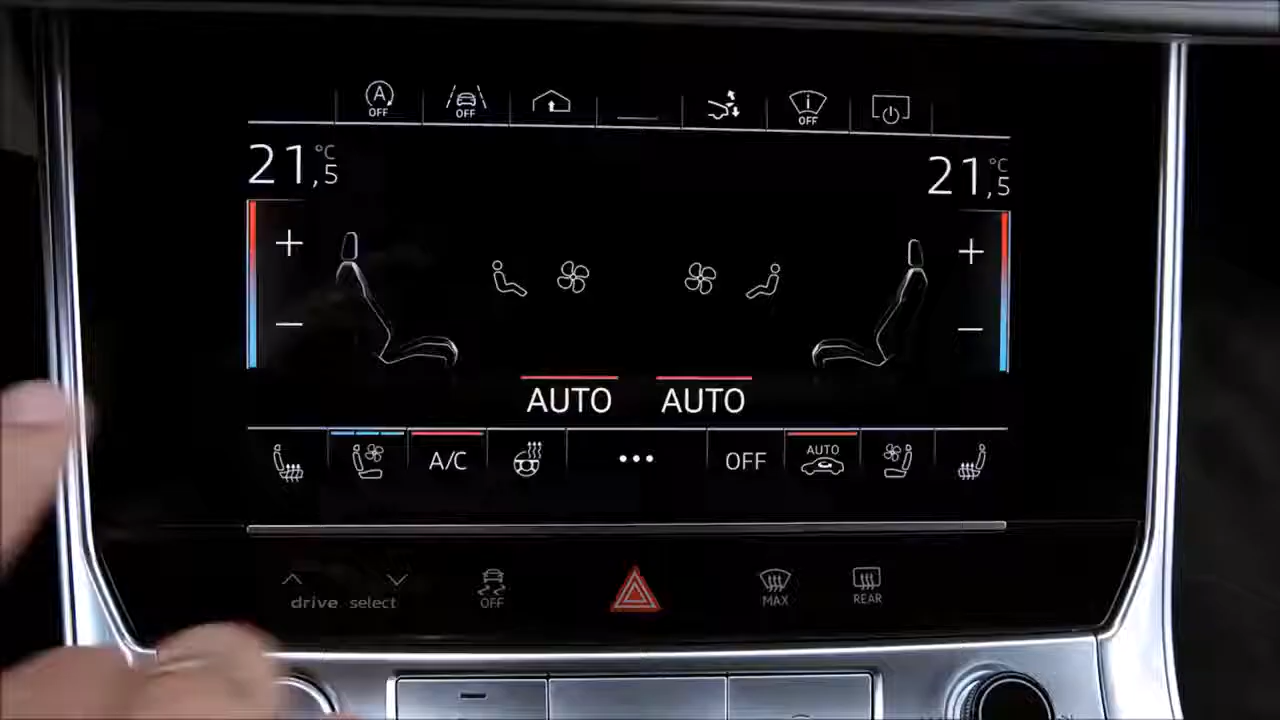 A
OFF
OFF
i
OFF
21,5 °C
21,5 °C
AUTO AUTO
A/C
OFF
AUTO
drive select
OFF
MAX
REAR